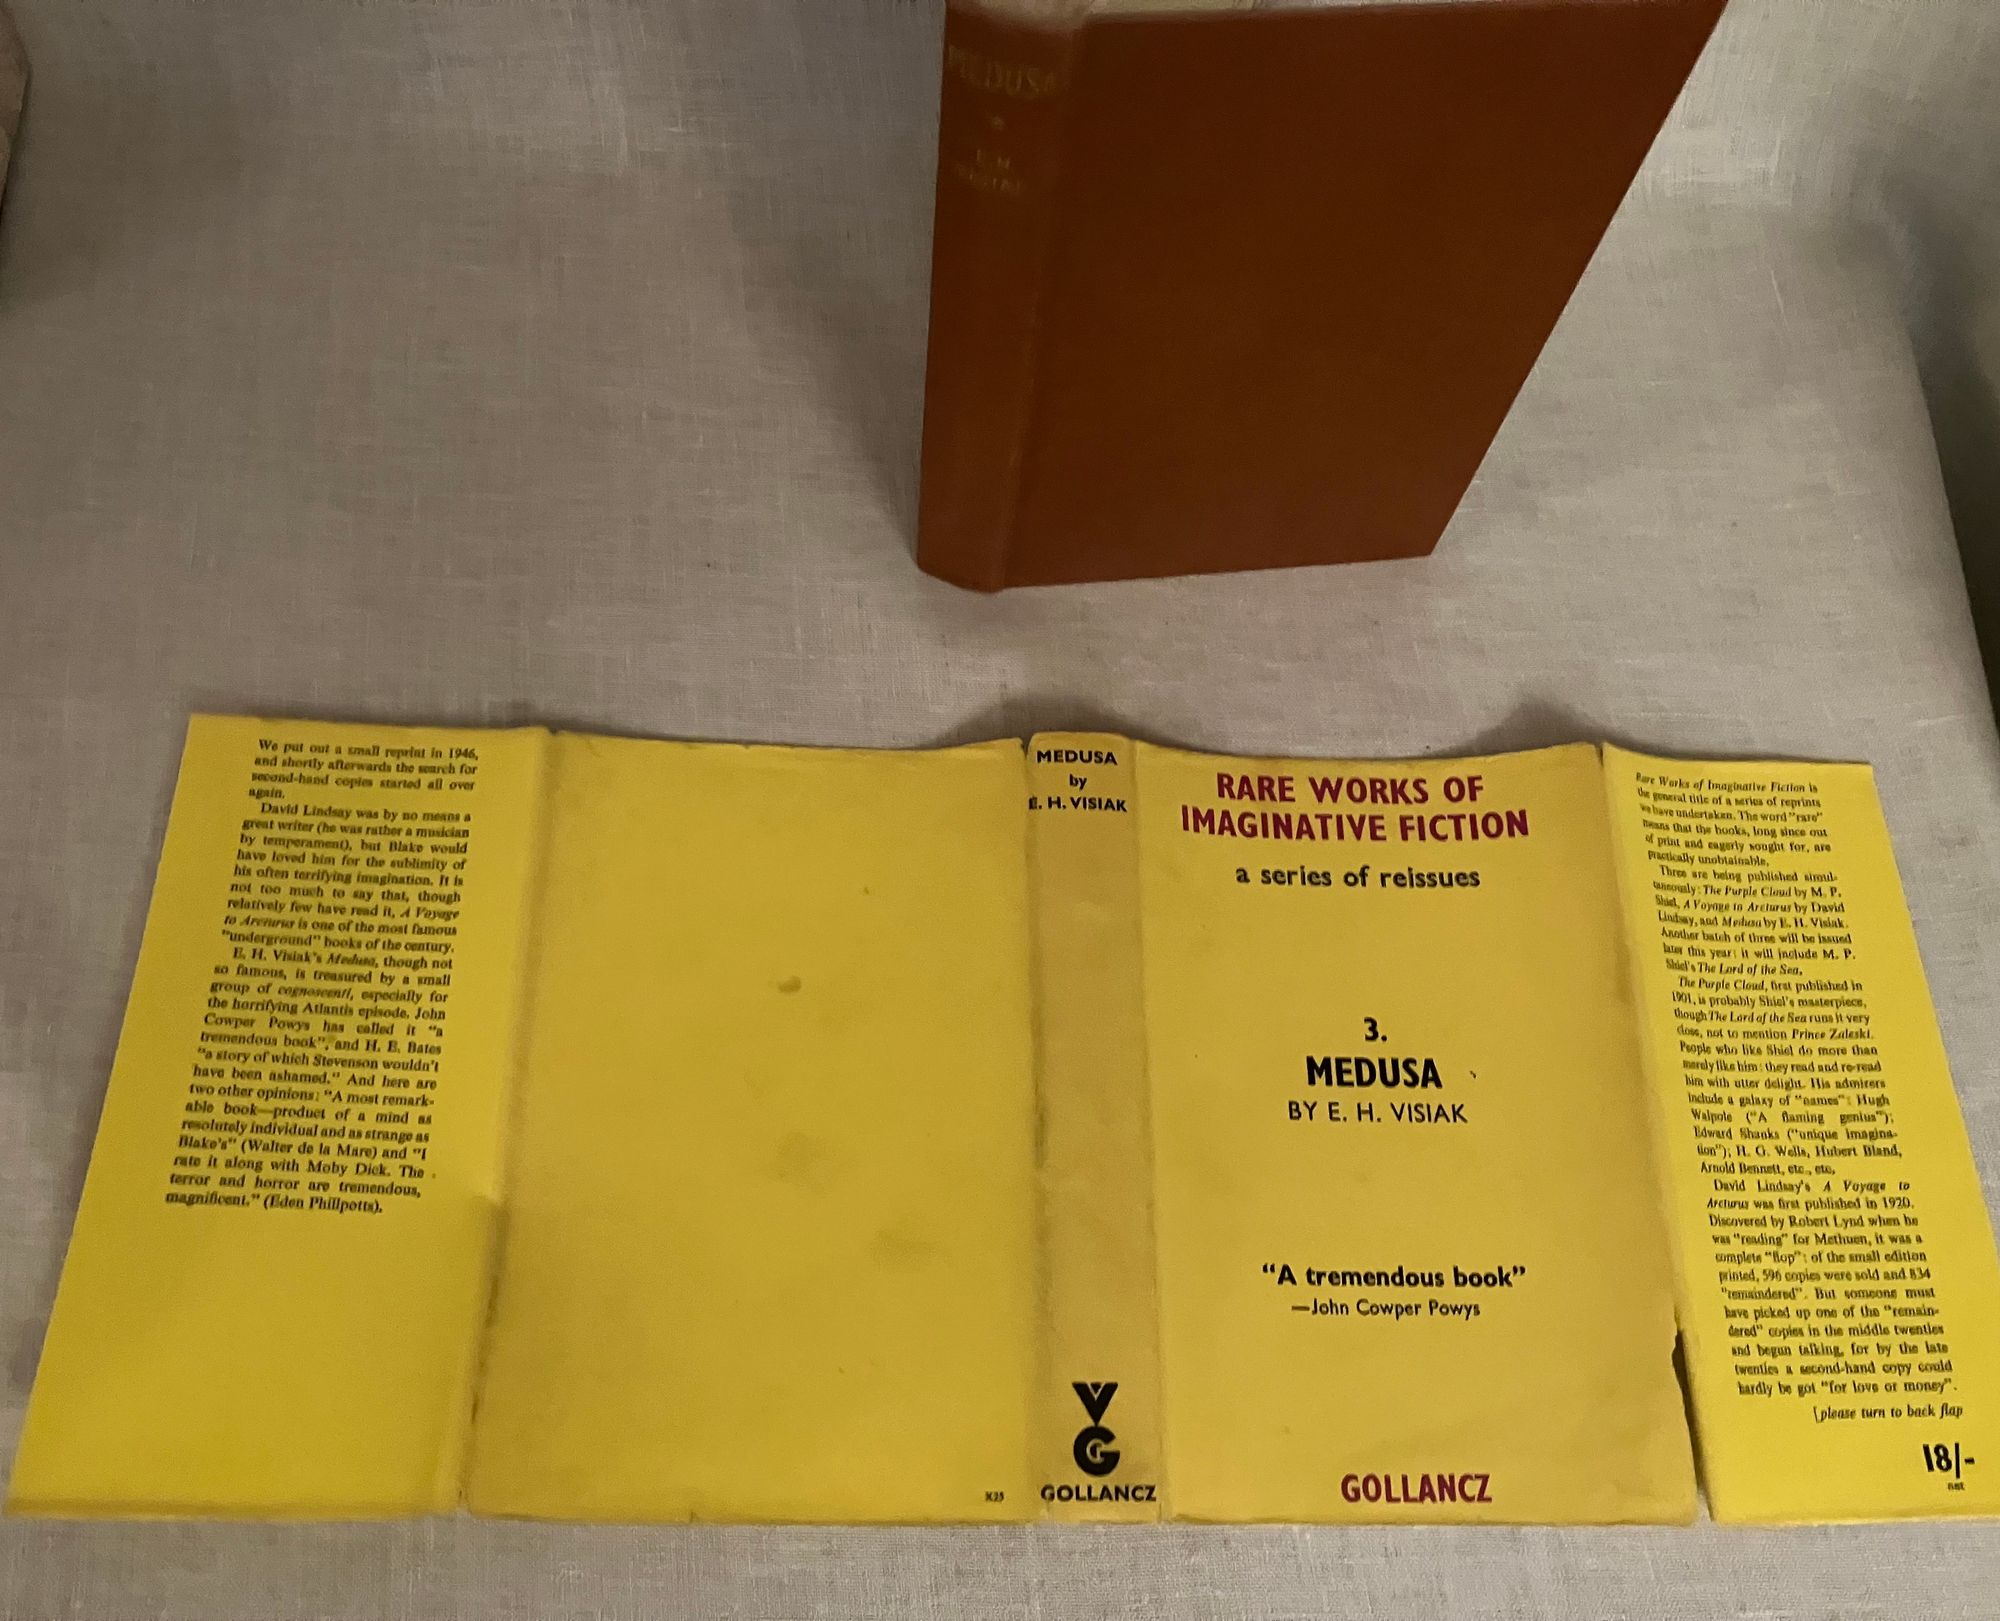 MEDUSA
E. H.
VISIAK
We put out a small reprint in 1946,
and shortly afterwards the search for
second-hand copies started all over
again.
David Lindsay was by no means a
great writer (he was rather a musician
by temperament), but Blake would
have loved him for the sublimity of
his often terrifying imagination. It is
not too much to say that, though
relatively few have read it, A Voyage
to Arcturus is one of the most famous
"underground" books of the century.
E. H. Visiak's Medusa, though not
so famous, is treasured by a small
group of cognoscenti, especially for
the horrifying Atlantis episode. John
Cowper Powys has called it "a
tremendous book", and H. E. Bates
"a story of which Stevenson wouldn't
have been ashamed." And here are
two other opinions: "A most remark-
able book—product of a mind as
resolutely individual and as strange as
Blake's" (Walter de la Mare) and "I
rate it along with Moby Dick. The
terror and horror are tremendous,
magnificent." (Eden Phillpotts).
K25
MEDUSA
by
E. H. VISIAK
VG
GOLLANCZ
RARE WORKS OF
IMAGINATIVE FICTION
a series of reissues
3.
MEDUSA
BY E. H. VISIAK
"A tremendous book"
—John Cowper Powys
GOLLANCZ
Rare Works of Imaginative Fiction is
the general title of a series of reprints
we have undertaken. The word "rare"
means that the books, long since out
of print and eagerly sought for, are
practically unobtainable.
Three are being published simul-
taneously: The Purple Cloud by M. P.
Shiel, A Voyage to Arcturus by David
Lindsay, and Medusa by E. H. Visiak.
Another batch of three will be issued
later this year: it will include M. P.
Shiel's The Lord of the Sea.
The Purple Cloud, first published in
1901, is probably Shiel's masterpiece,
though The Lord of the Sea runs it very
close, not to mention Prince Zaleski.
People who like Shiel do more than
merely like him: they read and re-read
him with utter delight. His admirers
include a galaxy of "names": Hugh
Walpole ("A flaming genius");
Edward Shanks ("unique imagina-
tion"); H. G. Wells, Hubert Bland,
Arnold Bennett, etc., etc.
David Lindsay's A Voyage to
Arcturus was first published in 1920.
Discovered by Robert Lynd when he
was "reading" for Methuen, it was a
complete "flop": of the small edition
printed, 596 copies were sold and 834
"remaindered". But someone must
have picked up one of the "remain-
dered" copies in the middle twenties
and begun talking, for by the late
twenties a second-hand copy could
hardly be got "for love or money".
[please turn to back flap
18/-
net